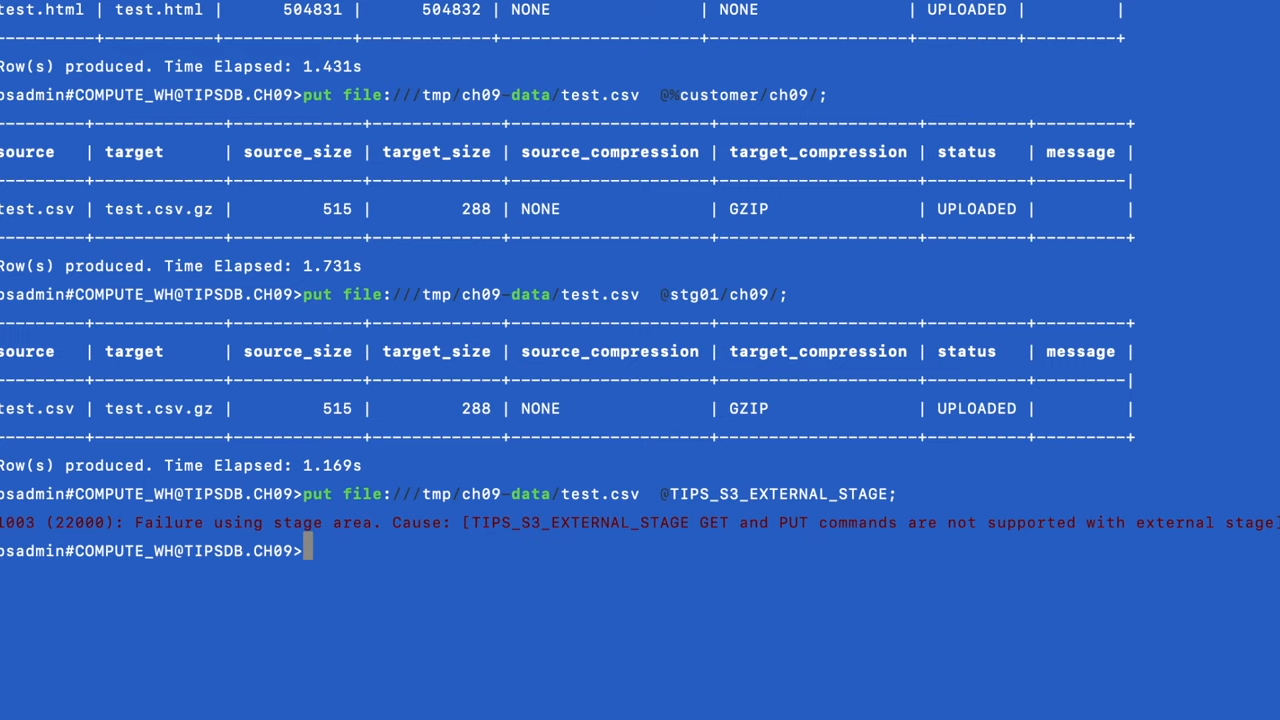 test.html | test.html | 504831 | 504832 | NONE | NONE | UPLOADED | |
----------+-----------+-------------+-------------+--------------------+--------------------+----------+---------+
Row(s) produced. Time Elapsed: 1.431s
psadmin#COMPUTE_WH@TIPSDB.CH09>put file:///tmp/ch09-data/test.csv @%customer/ch09/;
---------+-------------+-------------+-------------+--------------------+--------------------+----------+---------+
source | target | source_size | target_size | source_compression | target_compression | status | message |
---------+-------------+-------------+-------------+--------------------+--------------------+----------+---------|
test.csv | test.csv.gz | 515 | 288 | NONE | GZIP | UPLOADED | |
---------+-------------+-------------+-------------+--------------------+--------------------+----------+---------+
Row(s) produced. Time Elapsed: 1.731s
psadmin#COMPUTE_WH@TIPSDB.CH09>put file:///tmp/ch09-data/test.csv @stg01/ch09/;
---------+-------------+-------------+-------------+--------------------+--------------------+----------+---------+
source | target | source_size | target_size | source_compression | target_compression | status | message |
---------+-------------+-------------+-------------+--------------------+--------------------+----------+---------|
test.csv | test.csv.gz | 515 | 288 | NONE | GZIP | UPLOADED | |
---------+-------------+-------------+-------------+--------------------+--------------------+----------+---------+
Row(s) produced. Time Elapsed: 1.169s
psadmin#COMPUTE_WH@TIPSDB.CH09>put file:///tmp/ch09-data/test.csv @TIPS_S3_EXTERNAL_STAGE;
1003 (22000): Failure using stage area. Cause: [TIPS_S3_EXTERNAL_STAGE GET and PUT commands are not supported with external stage]
psadmin#COMPUTE_WH@TIPSDB.CH09>